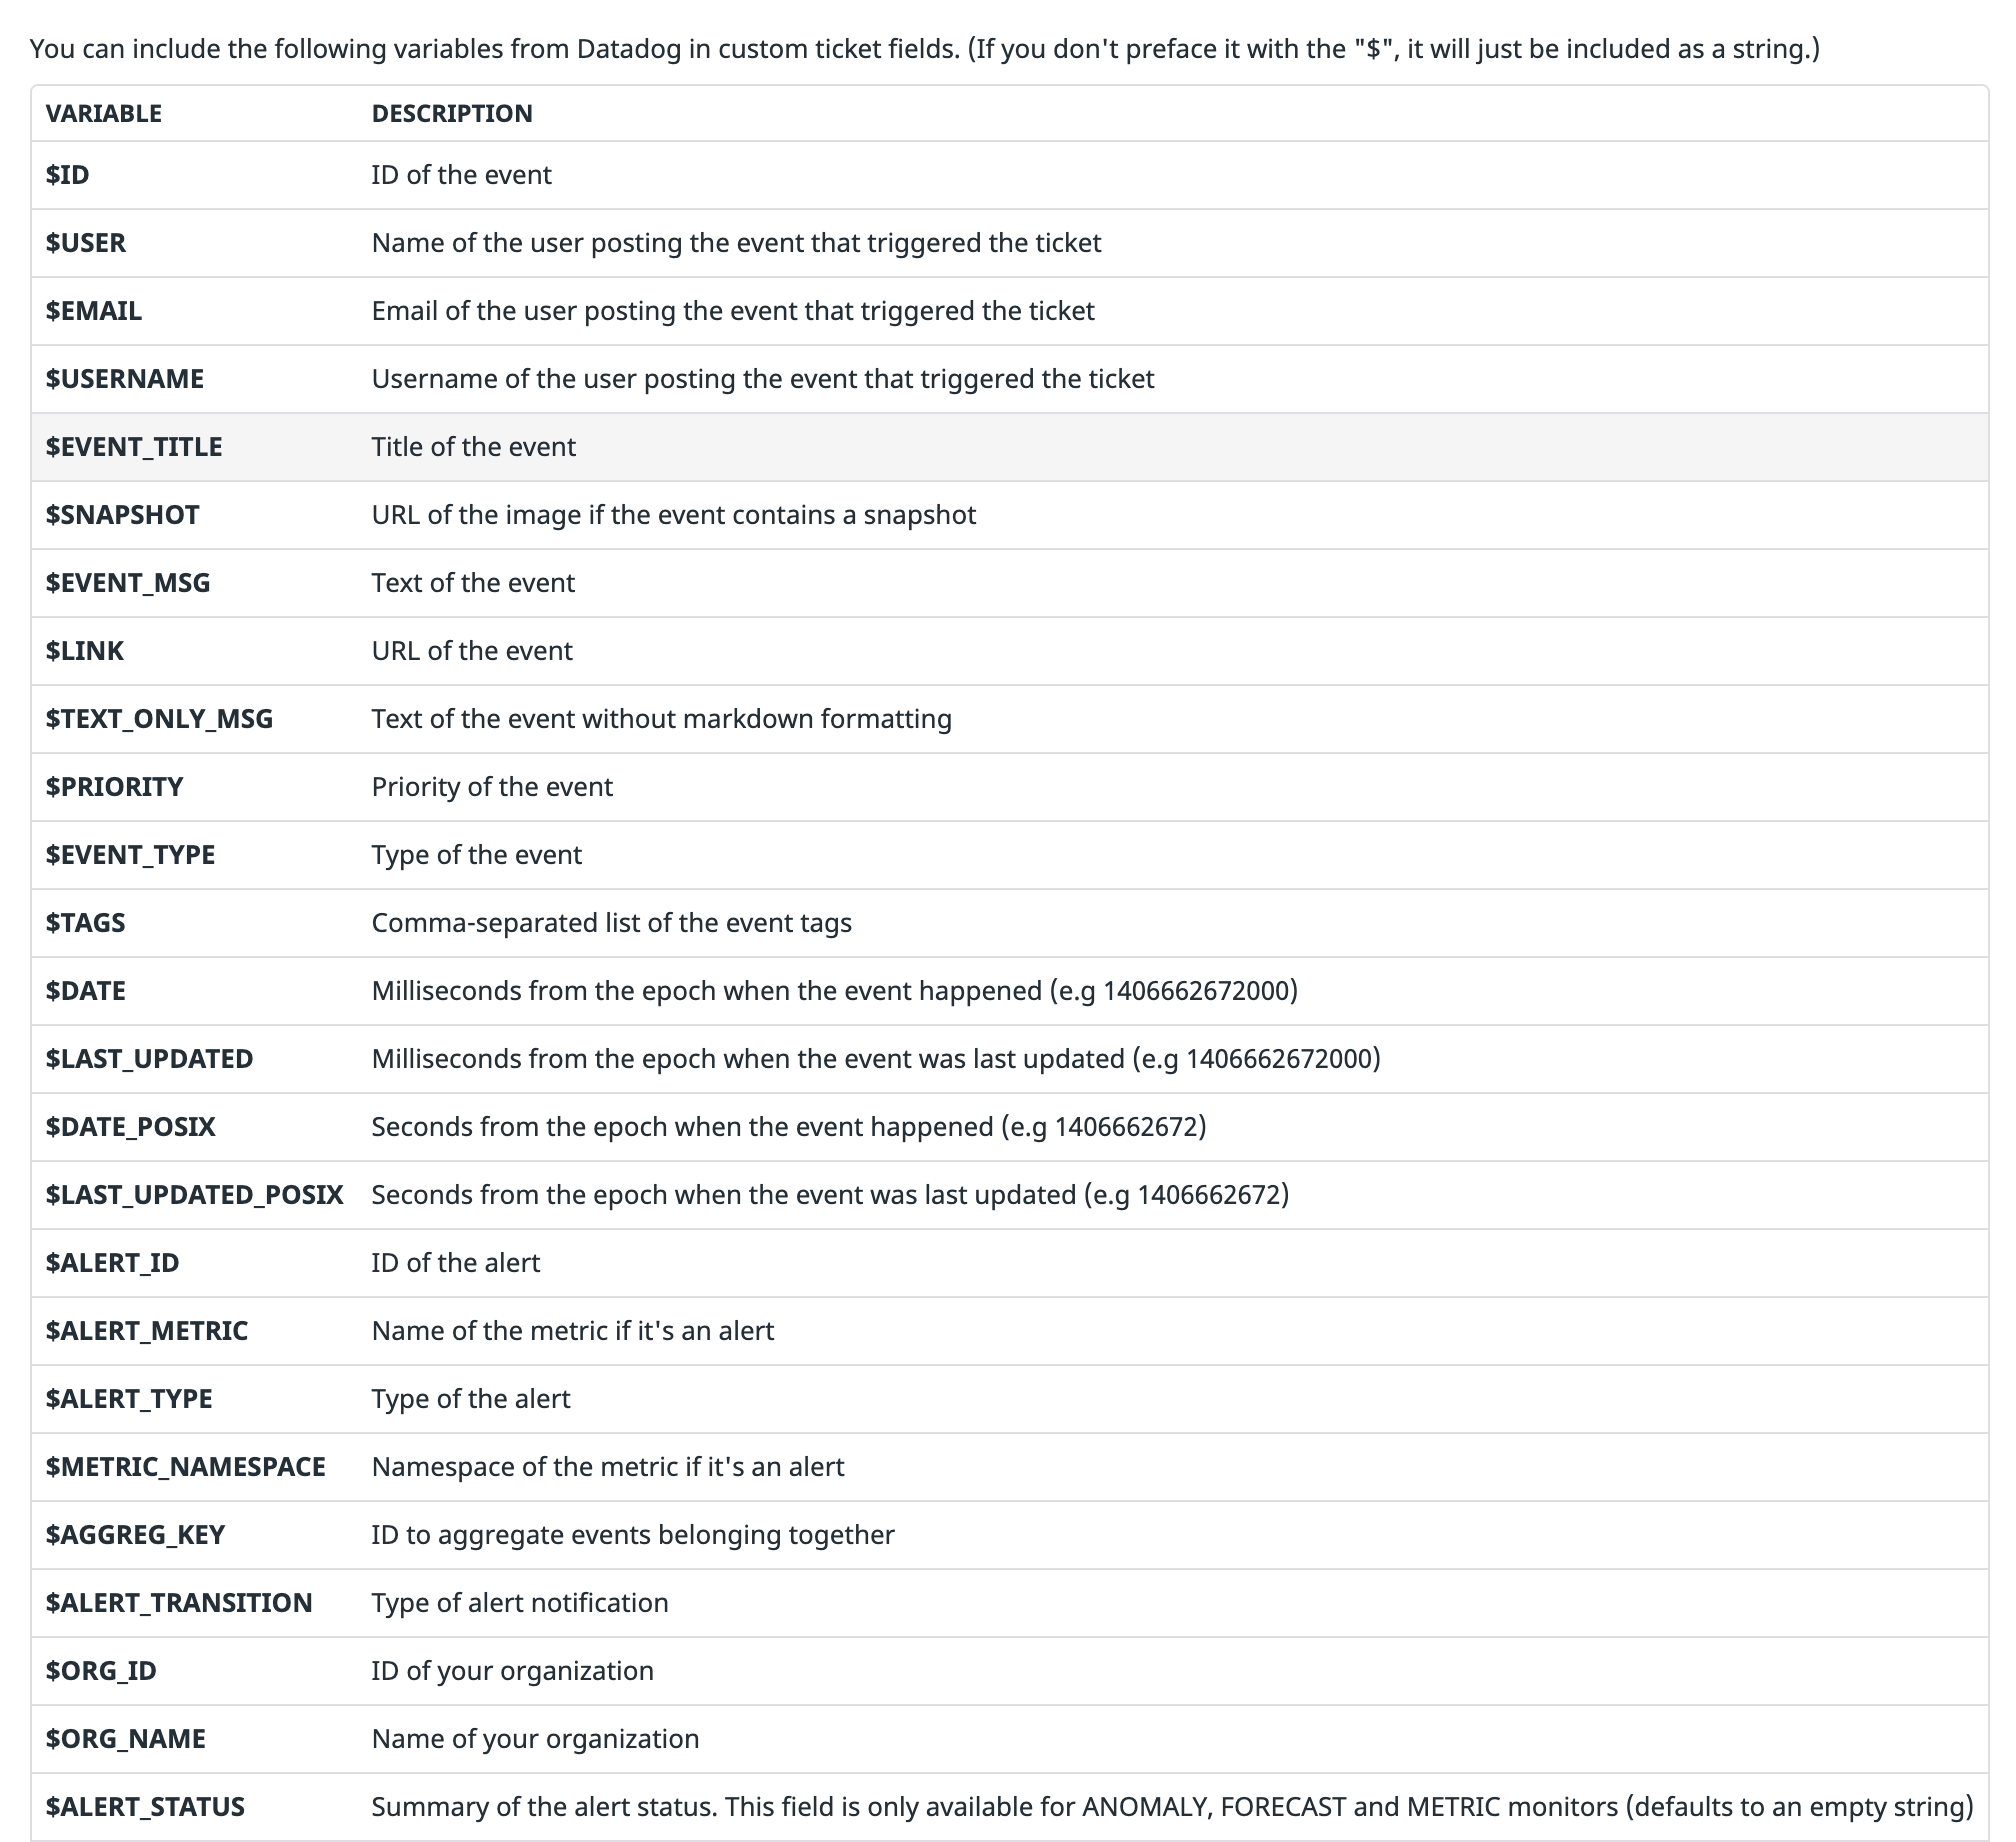 You can include the following variables from Datadog in custom ticket fields. (If you don't preface it with the "$", it will just be included as a string.)
VARIABLE DESCRIPTION
$ID ID of the event
$USER Name of the user posting the event that triggered the ticket
$EMAIL Email of the user posting the event that triggered the ticket
$USERNAME Username of the user posting the event that triggered the ticket
$EVENT_TITLE Title of the event
$SNAPSHOT URL of the image if the event contains a snapshot
$EVENT_MSG Text of the event
$LINK URL of the event
$TEXT_ONLY_MSG Text of the event without markdown formatting
$PRIORITY Priority of the event
$EVENT_TYPE Type of the event
$TAGS Comma-separated list of the event tags
$DATE Milliseconds from the epoch when the event happened (e.g 1406662672000)
$LAST_UPDATED Milliseconds from the epoch when the event was last updated (e.g 1406662672000)
$DATE_POSIX Seconds from the epoch when the event happened (e.g 1406662672)
$LAST_UPDATED_POSIX Seconds from the epoch when the event was last updated (e.g 1406662672)
$ALERT_ID ID of the alert
$ALERT_METRIC Name of the metric if it's an alert
$ALERT_TYPE Type of the alert
$METRIC_NAMESPACE Namespace of the metric if it's an alert
$AGGREG_KEY ID to aggregate events belonging together
$ALERT_TRANSITION Type of alert notification
$ORG_ID ID of your organization
$ORG_NAME Name of your organization
$ALERT_STATUS Summary of the alert status. This field is only available for ANOMALY, FORECAST and METRIC monitors (defaults to an empty string)